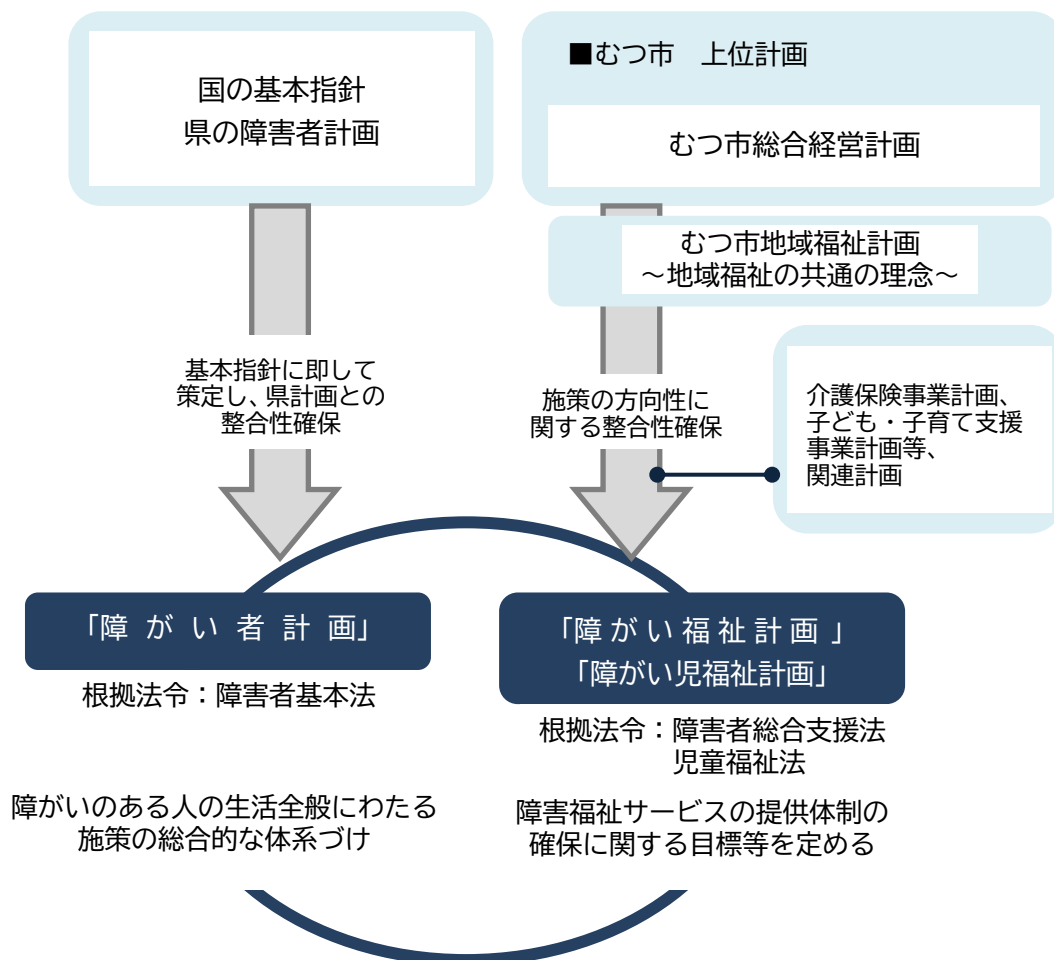 国の基本指針
県の障害者計画
■むつ市　上位計画
むつ市総合経営計画
むつ市地域福祉計画
～地域福祉の共通の理念～
基本指針に即して
策定し、県計画との
整合性確保
施策の方向性に
関する整合性確保
介護保険事業計画、
子ども・子育て支援
事業計画等、
関連計画
「障 が い 者 計 画」
根拠法令：障害者基本法
障がいのある人の生活全般にわたる
施策の総合的な体系づけ
「障 が い 福 祉 計 画 」
「障がい児福祉計画」
根拠法令：障害者総合支援法
児童福祉法
障害福祉サービスの提供体制の
確保に関する目標等を定める